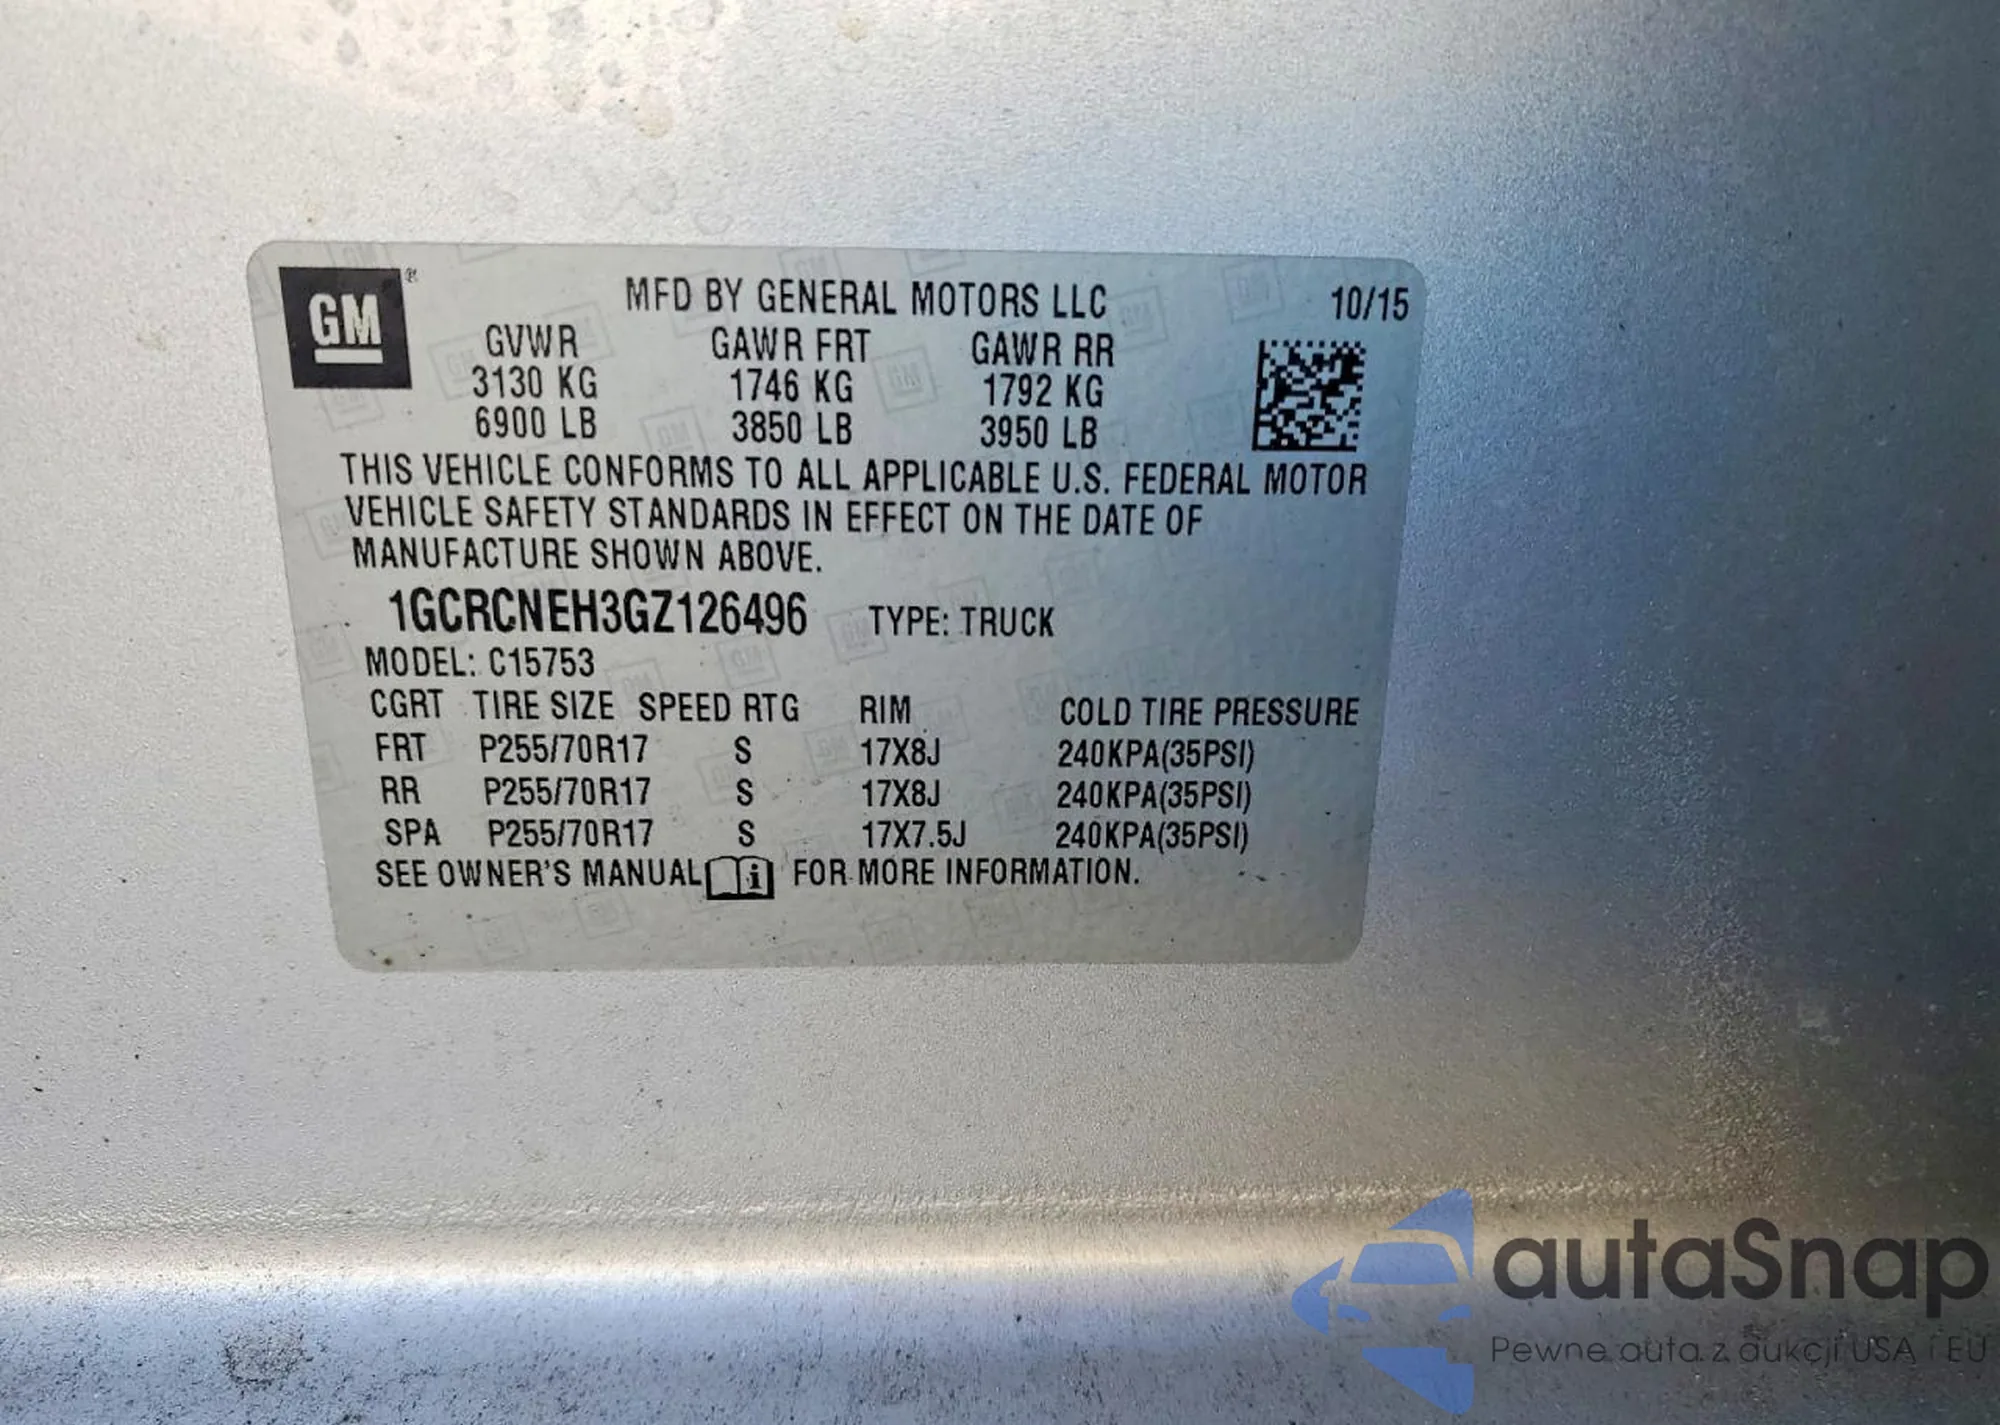 GM®
MFD BY GENERAL MOTORS LLC 10/15
GVWR GAWR FRT GAWR RR
3130 KG 1746 KG 1792 KG
6900 LB 3850 LB 3950 LB
THIS VEHICLE CONFORMS TO ALL APPLICABLE U.S. FEDERAL MOTOR
VEHICLE SAFETY STANDARDS IN EFFECT ON THE DATE OF
MANUFACTURE SHOWN ABOVE.
1GCRCNEH3GZ126496 TYPE: TRUCK
MODEL: C15753
CGRT TIRE SIZE SPEED RTG RIM COLD TIRE PRESSURE
FRT P255/70R17 S 17X8J 240KPA(35PSI)
RR P255/70R17 S 17X8J 240KPA(35PSI)
SPA P255/70R17 S 17X7.5J 240KPA(35PSI)
SEE OWNER'S MANUAL i FOR MORE INFORMATION.
autaSnap
Pewne auta z aukcji USA i EU